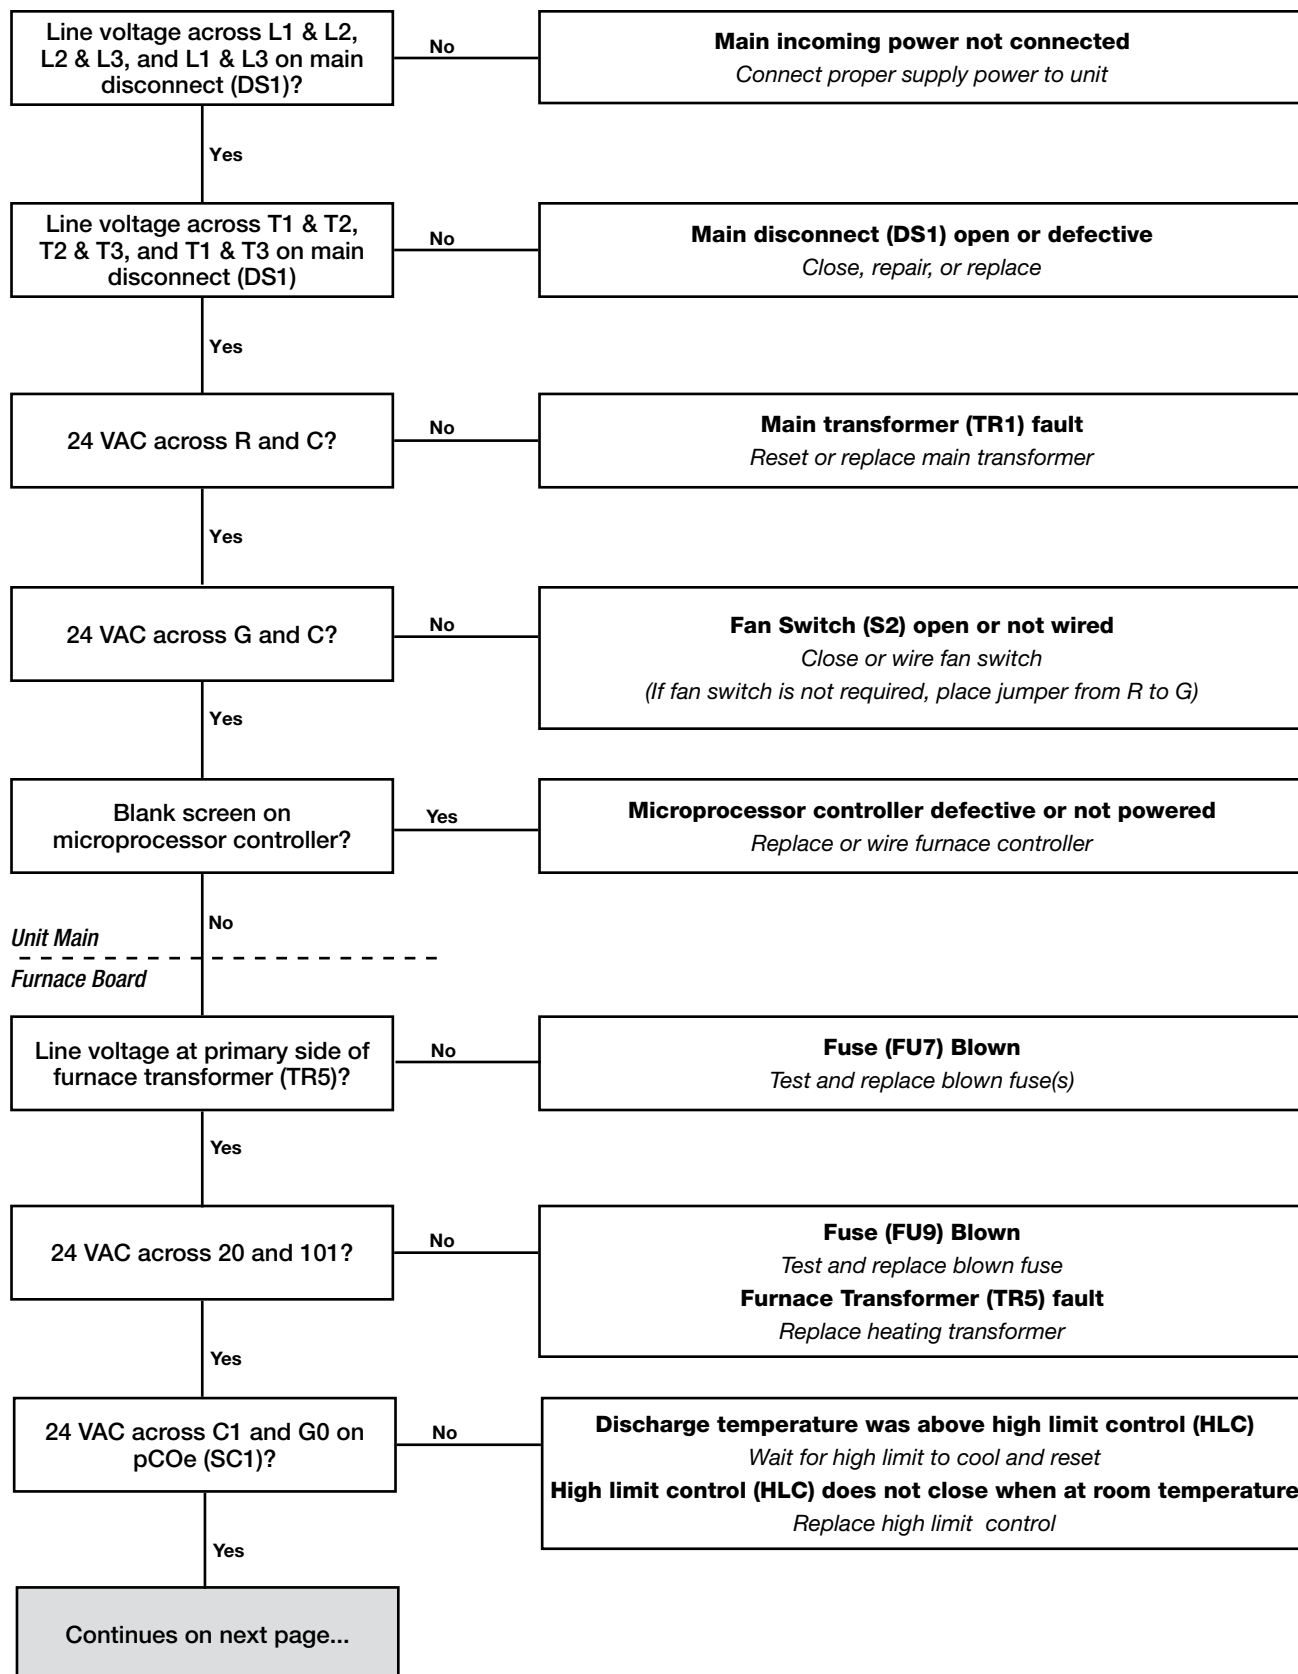 Line voltage across L1 & L2,
L2 & L3, and L1 & L3 on main
disconnect (DS1)?
No
Main incoming power not connected
Connect proper supply power to unit
Yes
Line voltage across T1 & T2,
T2 & T3, and T1 & T3 on main
disconnect (DS1)
No
Main disconnect (DS1) open or defective
Close, repair, or replace
Yes
24 VAC across R and C?
No
Main transformer (TR1) fault
Reset or replace main transformer
Yes
24 VAC across G and C?
No
Fan Switch (S2) open or not wired
Close or wire fan switch
(If fan switch is not required, place jumper from R to G)
Yes
Blank screen on
microprocessor controller?
Yes
Microprocessor controller defective or not powered
Replace or wire furnace controller
No
Unit Main
Furnace Board
Line voltage at primary side of
furnace transformer (TR5)?
No
Fuse (FU7) Blown
Test and replace blown fuse(s)
Yes
24 VAC across 20 and 101?
No
Fuse (FU9) Blown
Test and replace blown fuse
Furnace Transformer (TR5) fault
Replace heating transformer
Yes
24 VAC across C1 and G0 on
pCOe (SC1)?
No
Discharge temperature was above high limit control (HLC)
Wait for high limit to cool and reset
High limit control (HLC) does not close when at room temperature
Replace high limit control
Yes
Continues on next page...